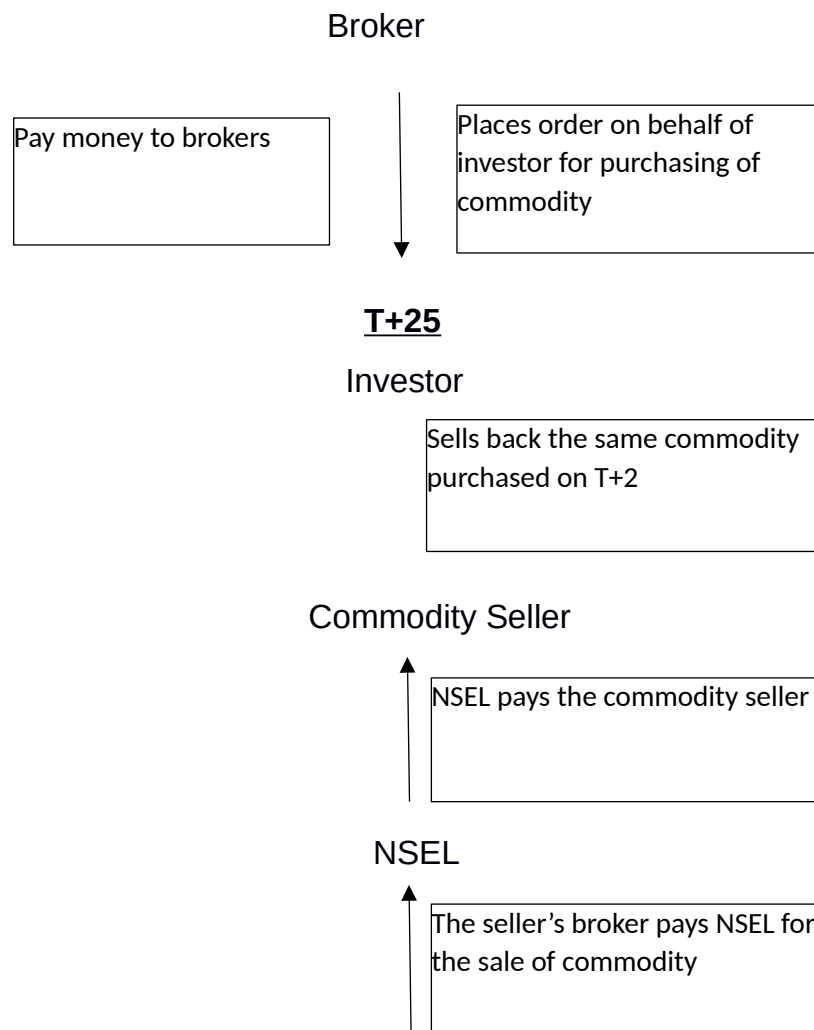 Broker
Pay money to brokers
Places order on behalf of
investor for purchasing of
commodity
T+25
Investor
Sells back the same commodity
purchased on T+2
Commodity Seller
NSEL pays the commodity seller
NSEL
The seller’s broker pays NSEL for
the sale of commodity